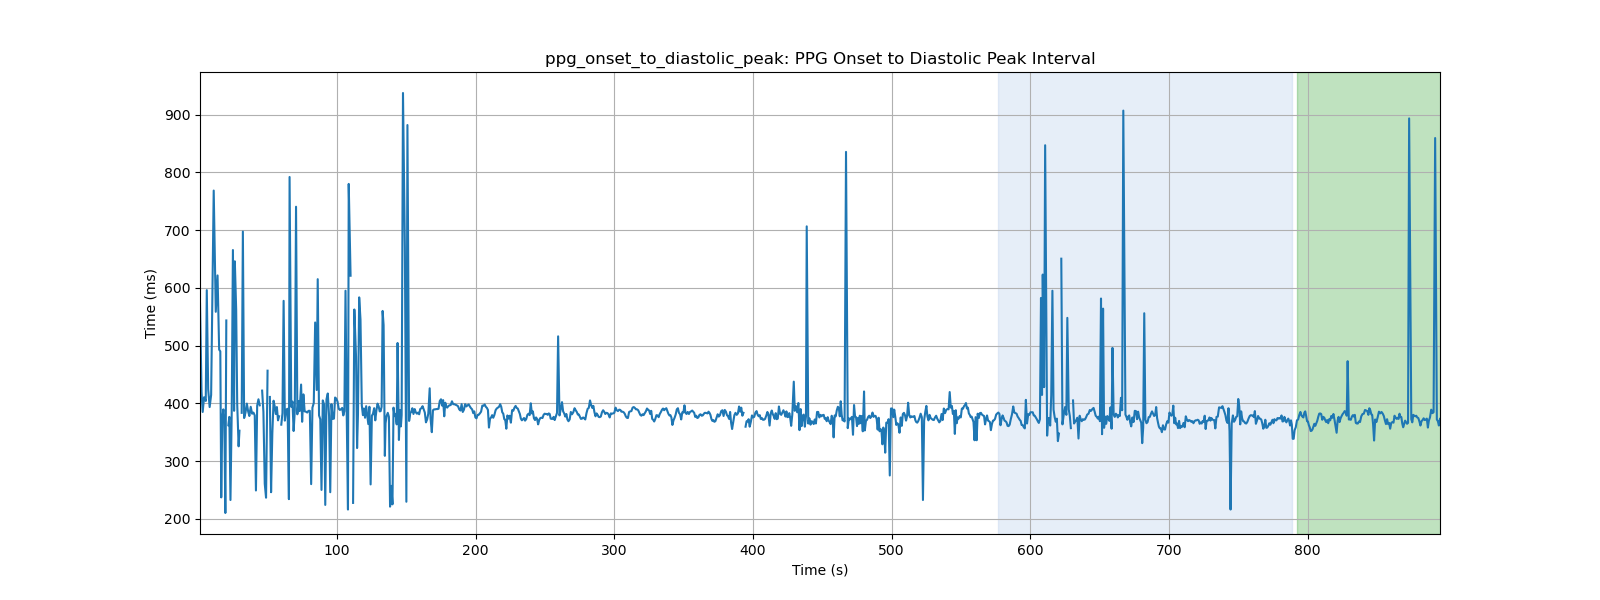 ppg_onset_to_diastolic_peak: PPG Onset to Diastolic Peak Interval
Time (ms)
900
800
700
600
500
400
300
200
100 200 300 400 500 600 700 800
Time (s)